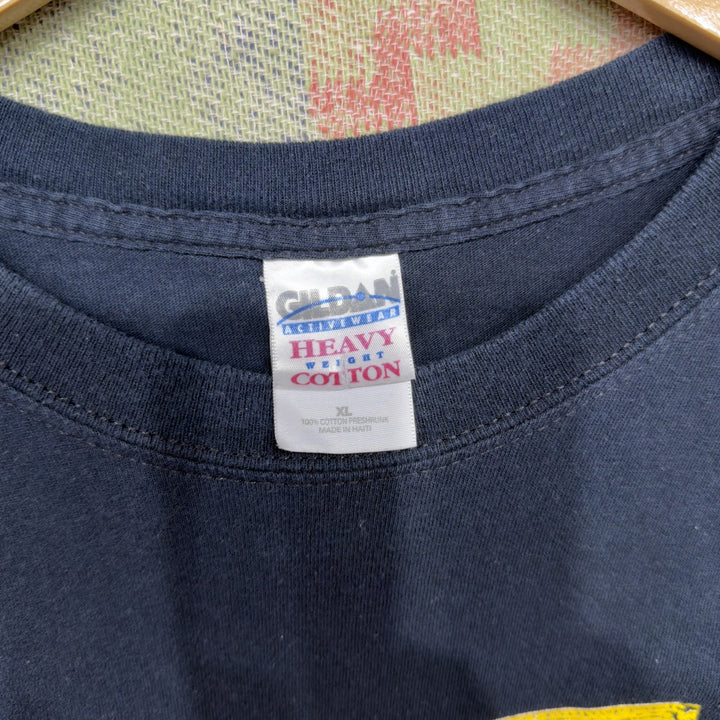 GILDAN
ACTIVEWEAR
HEAVY
WEIGHT
COTTON
XL
100% COTTON PRESHRUNK
MADE IN HAITI